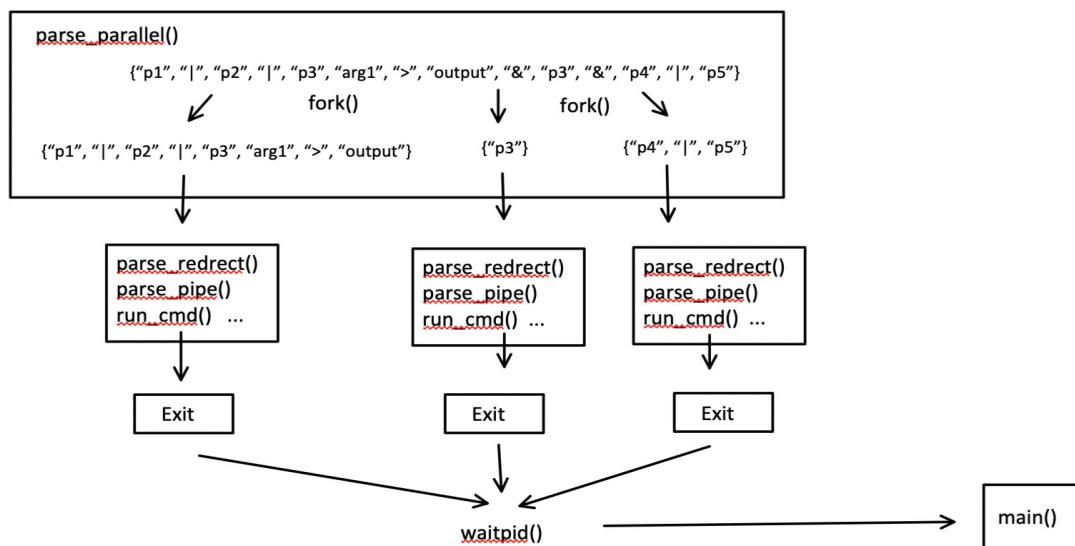 parse_parallel()
{“p1”, “|”, “p2”, “|”, “p3”, “arg1”, “>”, “output”, “&”, “p3”, “&”, “p4”, “|”, “p5”}
fork() fork()
{“p1”, “|”, “p2”, “|”, “p3”, “arg1”, “>”, “output”} {“p3”} {“p4”, “|”, “p5”}
parse_redrect()
parse_pipe()
run_cmd() ...
parse_redrect()
parse_pipe()
run_cmd() ...
parse_redrect()
parse_pipe()
run_cmd() ...
Exit Exit Exit
waitpid()
main()